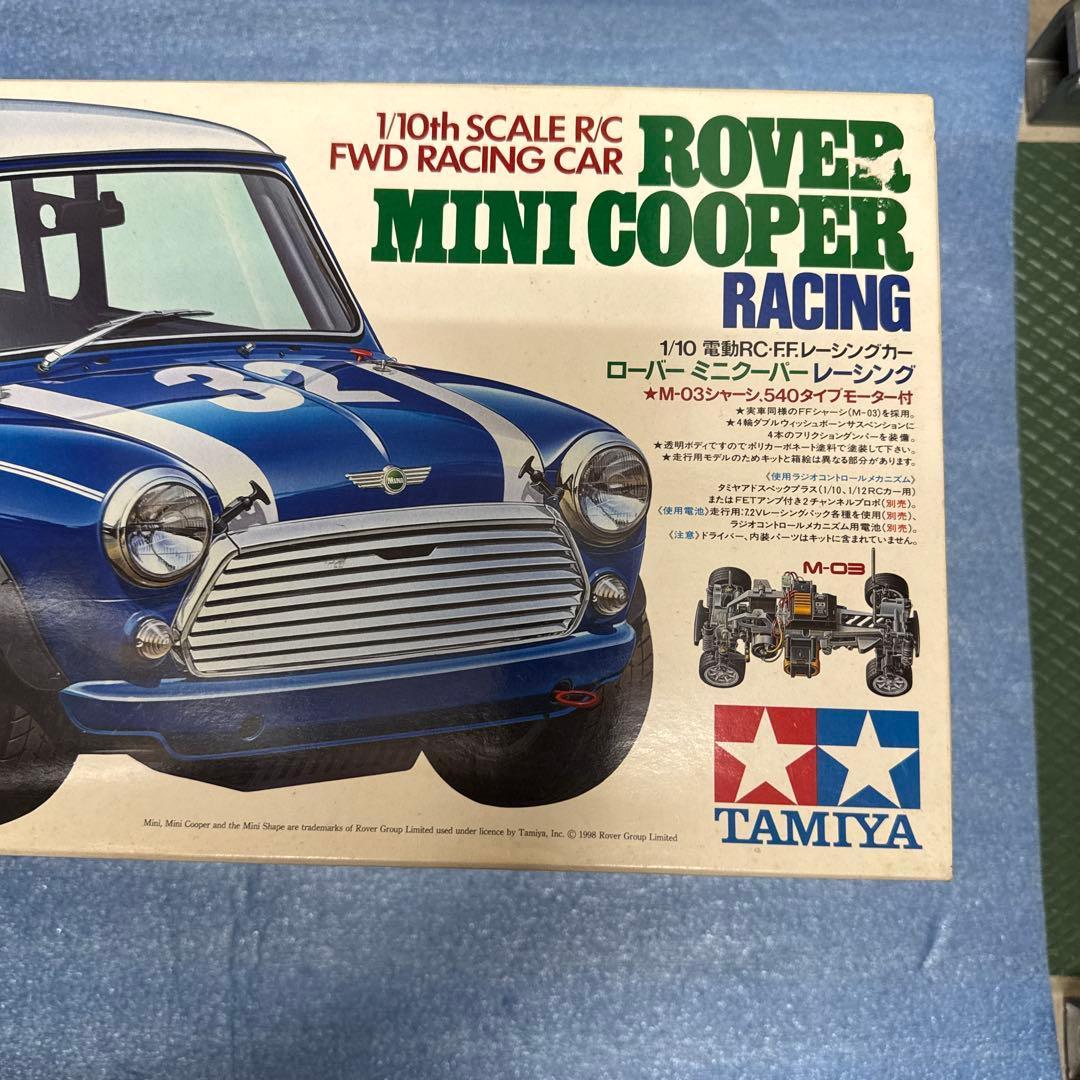 1/10th SCALE R/C
FWD RACING CAR
ROVER
MINI COOPER
RACING
1/10 電動RC·F.F.レーシングカー
ローバー ミニクーパー レーシング
★M-03シャーシ、540タイプモーター付
★実車同様のFFシャーシ(M-03)を採用。
★4輪ダブルウィッシュボーンサスペンションに
4本のフリクションダンパーを装備。
★透明ボディですのでポリカーボネート塗料で塗装して下さい。
★走行用モデルのためキットと箱絵は異なる部分があります。
《使用ラジオコントロールメカニズム》
タミヤアドスペックプラス(1/10、1/12RCカー用)
またはFETアンプ付き2チャンネルプロポ(別売)。
《使用電池》走行用:7.2Vレーシングパック各種を使用(別売)、
ラジオコントロールメカニズム用電池(別売)。
《注意》ドライバー、内装パーツはキットに含まれていません。
32
MINI
M-03
TAMIYA
Mini, Mini Cooper and the Mini Shape are trademarks of Rover Group Limited used under licence by Tamiya, Inc. © 1998 Rover Group Limited